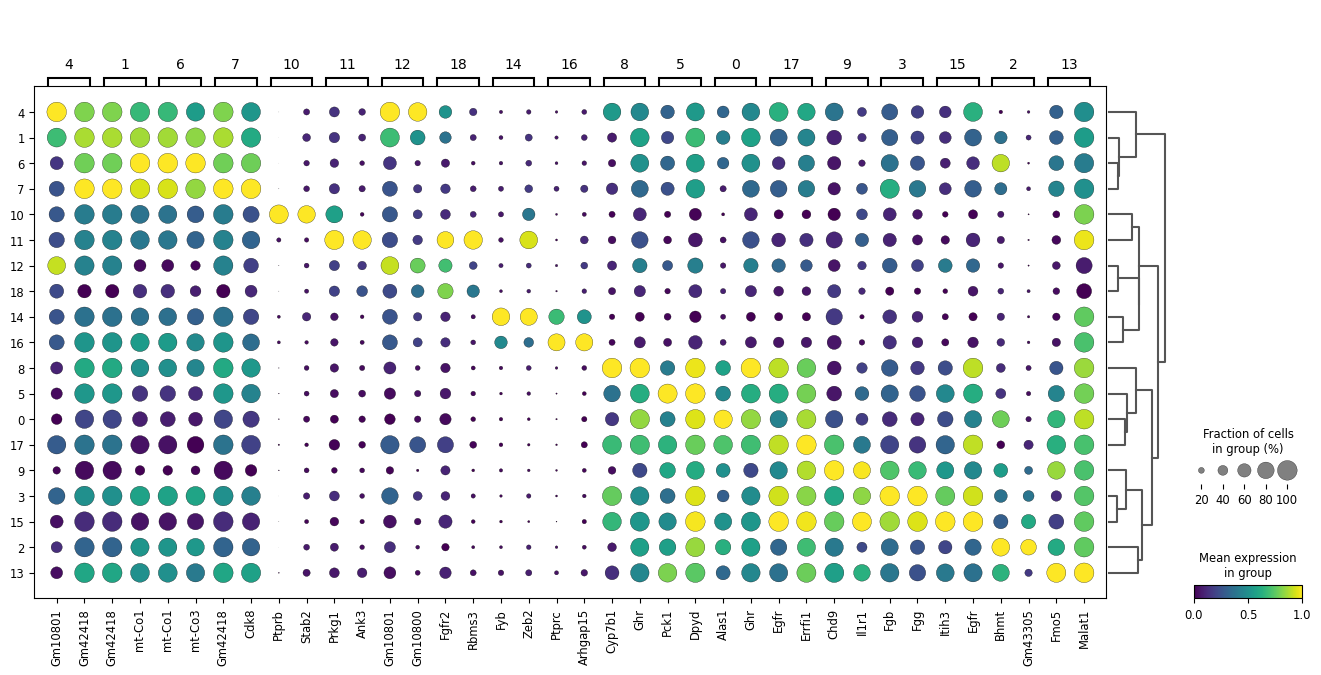 4 1 6 7 10 11 12 18 14 16 8 5 0 17 9 3 15 2 13
4
1
6
7
10
11
12
18
14
16
8
5
0
17
9
3
15
2
13
Gm10801 Gm42418 Gm42418 mt-Co1 mt-Co1 mt-Co3 Gm42418 Cdk8 Ptprb Stab2 Prkg1 Ank3 Gm10801 Gm10800 Fgfr2 Rbms3 Fyb Zeb2 Ptprc Arhgap15 Cyp7b1 Ghr Pck1 Dpyd Alas1 Ghr Egfr Errfi1 Chd9 Il1r1 Fgb Fgg Itih3 Egfr Bhmt Gm43305 Fmo5 Malat1
Fraction of cells
in group (%)
20 40 60 80 100
Mean expression
in group
0.0 0.5 1.0